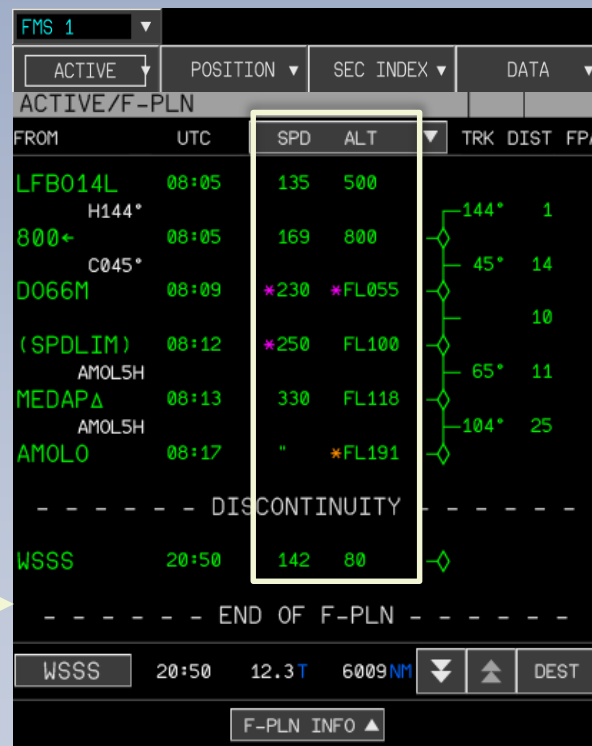 FMS 1 ▼
ACTIVE ▼ POSITION ▼ SEC INDEX ▼ DATA ▼
ACTIVE/F-PLN
FROM UTC SPD ALT ▼ TRK DIST FPA
LFBO14L 08:05 135 500
H144° 144° 1
800← 08:05 169 800
C045° 45° 14
DO66M 08:09 *230 *FL055
10
(SPDLIM) 08:12 *250 FL100
AMOL5H 65° 11
MEDAP∆ 08:13 330 FL118
AMOL5H 104° 25
AMOLO 08:17 " *FL191
- - - - - - - DISCONTINUITY - - - - - -
WSSS 20:50 142 80
- - - - - - END OF F-PLN - - - - - -
WSSS 20:50 12.3T 6009NM DEST
F-PLN INFO ▲